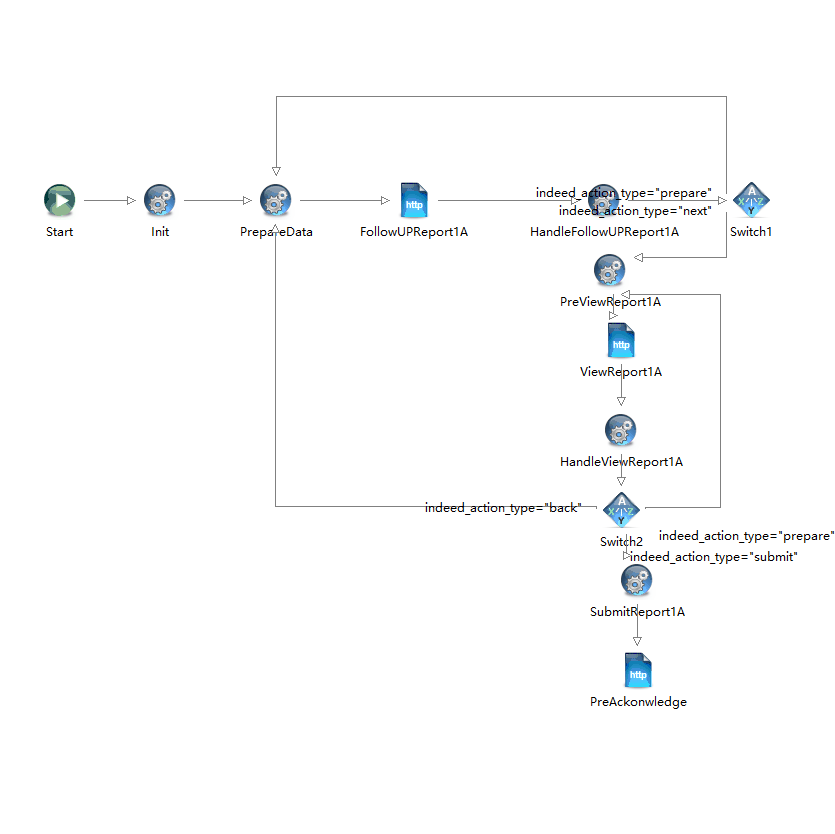 indeed_action_type="prepare"
http
A
X Z
Y
indeed_action_type="next"
Start
Init
PrepareData
FollowUPReport1A
HandleFollowUPReport1A
Switch1
PreViewReport1A
http
ViewReport1A
HandleViewReport1A
A
X Z
Y
indeed_action_type="back"
Switch2
indeed_action_type="prepare"
indeed_action_type="submit"
SubmitReport1A
http
PreAckonwledge